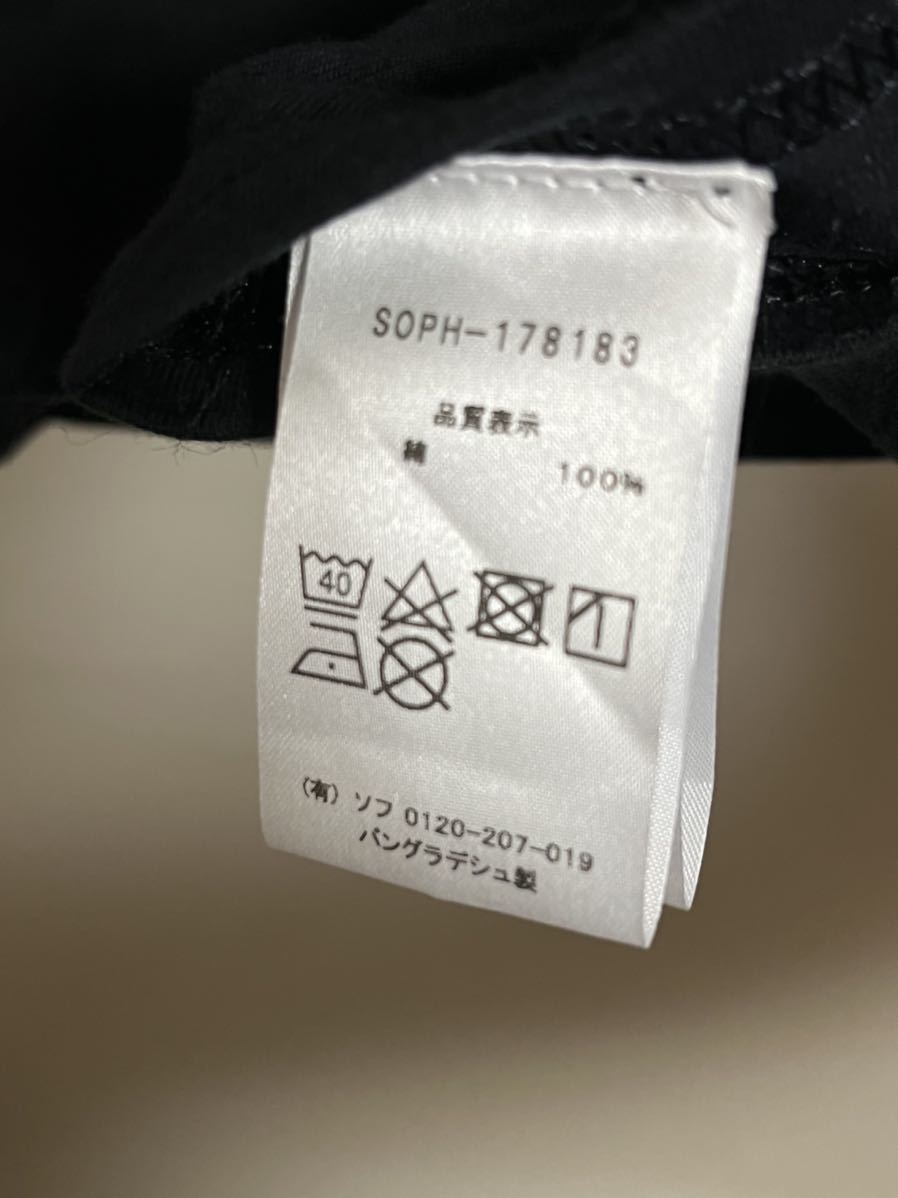 SOPH-178183
品質表示
綿 100%
40
(有) ソフ 0120-207-019
バングラデシュ製